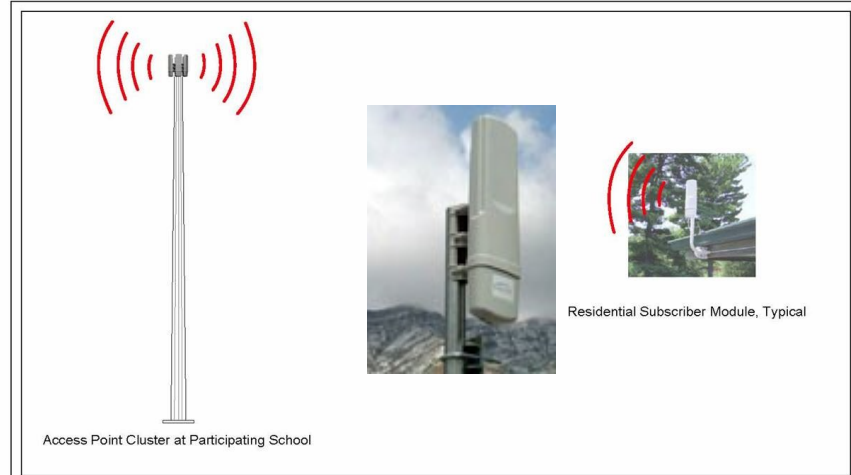 Residential Subscriber Module, Typical
Access Point Cluster at Participating School